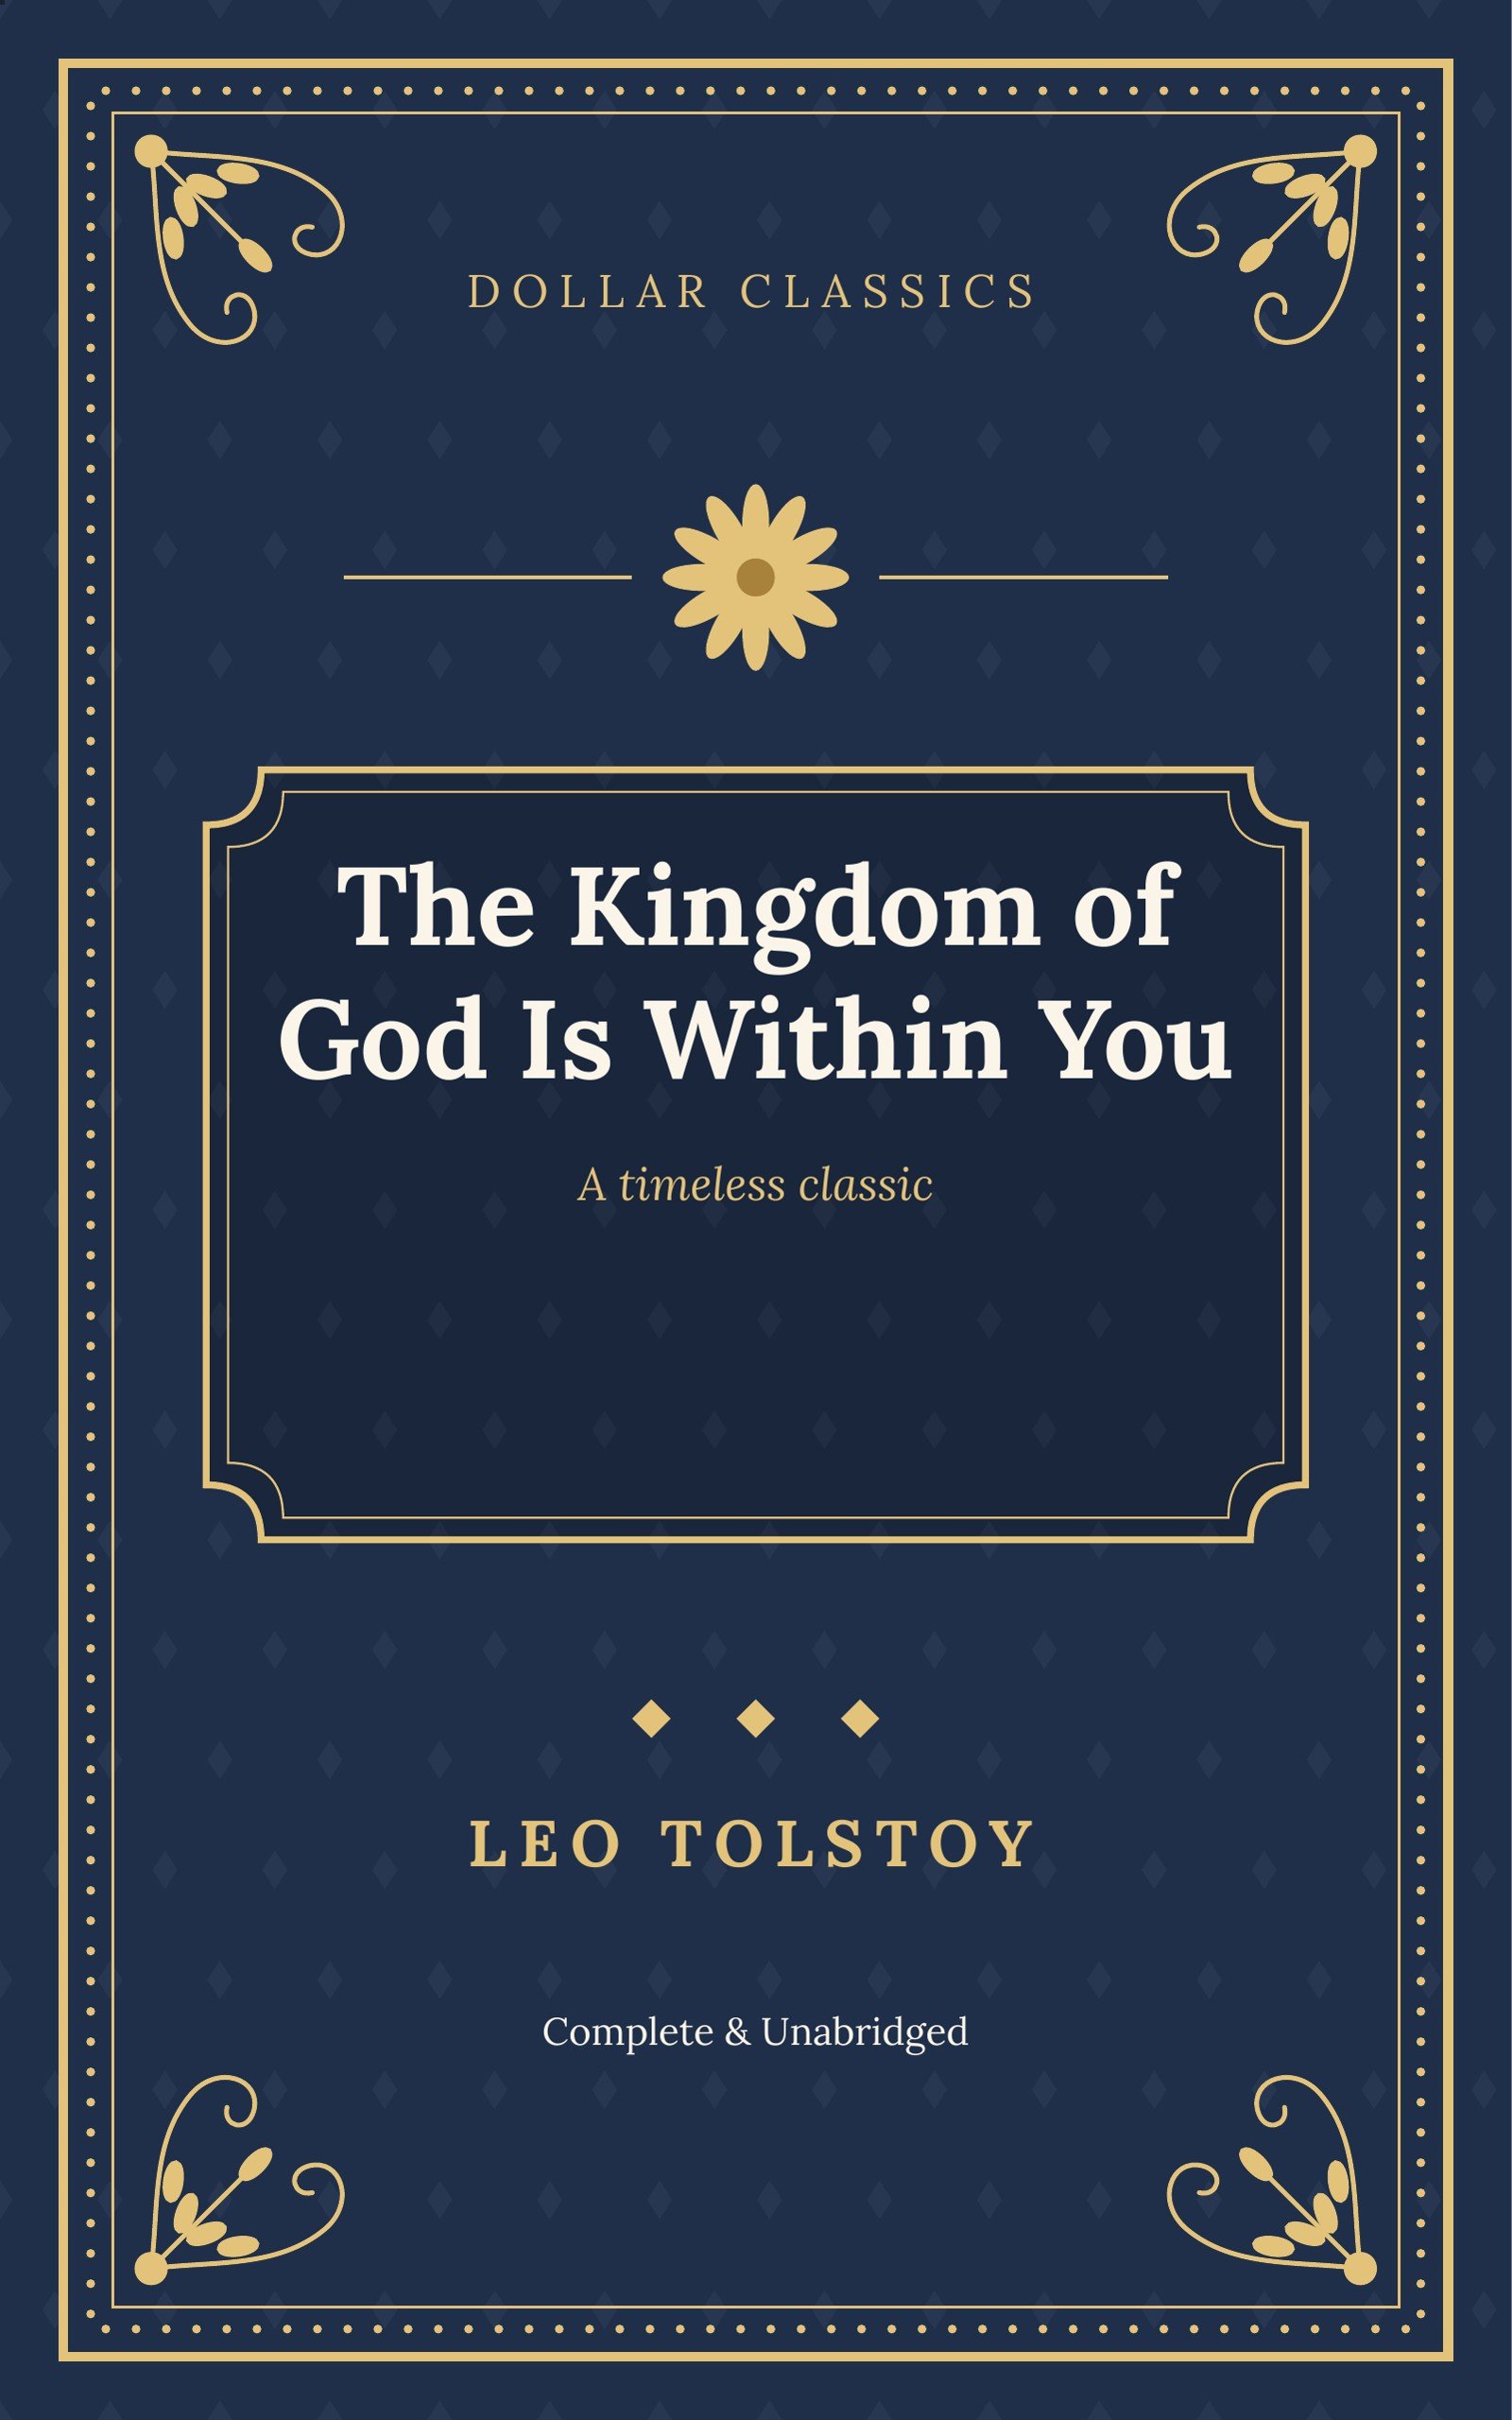 DOLLAR CLASSICS
The Kingdom of
God Is Within You
A timeless classic
LEO TOLSTOY
Complete & Unabridged